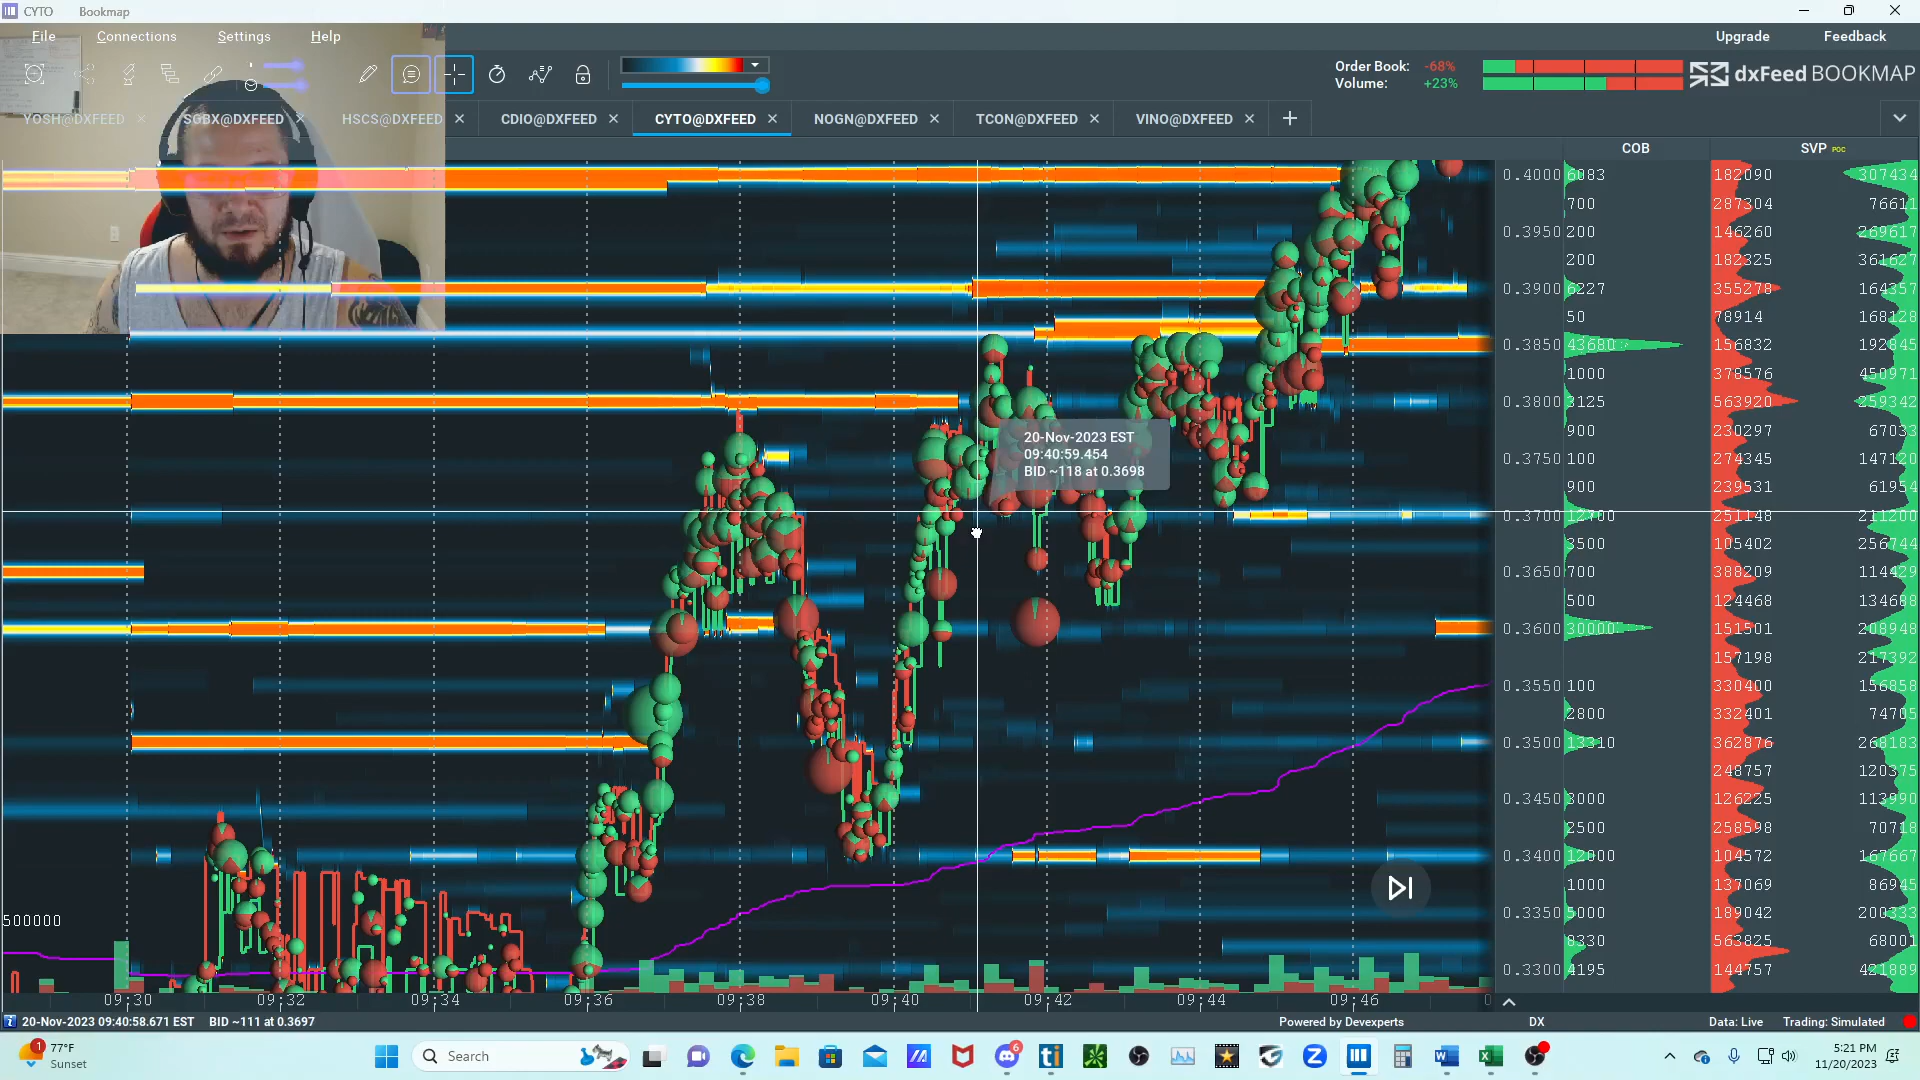 CYTO Bookmap
File Connections Settings Help Upgrade Feedback
Order Book: -68%
Volume: +23%
dxFeed BOOKMAP
YOSH@DXFEED SGBX@DXFEED HSCS@DXFEED CDIO@DXFEED CYTO@DXFEED NOGN@DXFEED TCON@DXFEED VINO@DXFEED
COB SVP POC
0.4000 6083 182090 307434
700 287304 76611
0.3950 200 146260 269617
200 182325 361627
0.3900 6227 355278 164357
50 78914 168128
0.3850 43680 156832 192845
1000 378576 450971
0.3800 3125 563920 259342
900 230297 67033
0.3750 100 274345 147120
900 239531 61954
0.3700 12700 251148 211200
3500 105402 256744
0.3650 700 388209 114429
500 124468 134688
0.3600 30000 151501 208948
157198 217392
0.3550 100 330400 156858
2800 332401 74705
0.3500 13310 362876 268183
248757 120375
0.3450 3000 126225 113990
2500 258598 70718
0.3400 12000 104572 167667
1000 137069 86945
0.3350 5000 189042 200333
8330 563825 68001
0.3300 4195 144757 421889
20-Nov-2023 EST
09:40:59.454
BID ~118 at 0.3698
500000
09:30 09:32 09:34 09:36 09:38 09:40 09:42 09:44 09:46
20-Nov-2023 09:40:58.671 EST BID ~111 at 0.3697 Powered by Devexperts DX Data: Live Trading: Simulated
1 77°F
Sunset
Search
6
5:21 PM
11/20/2023